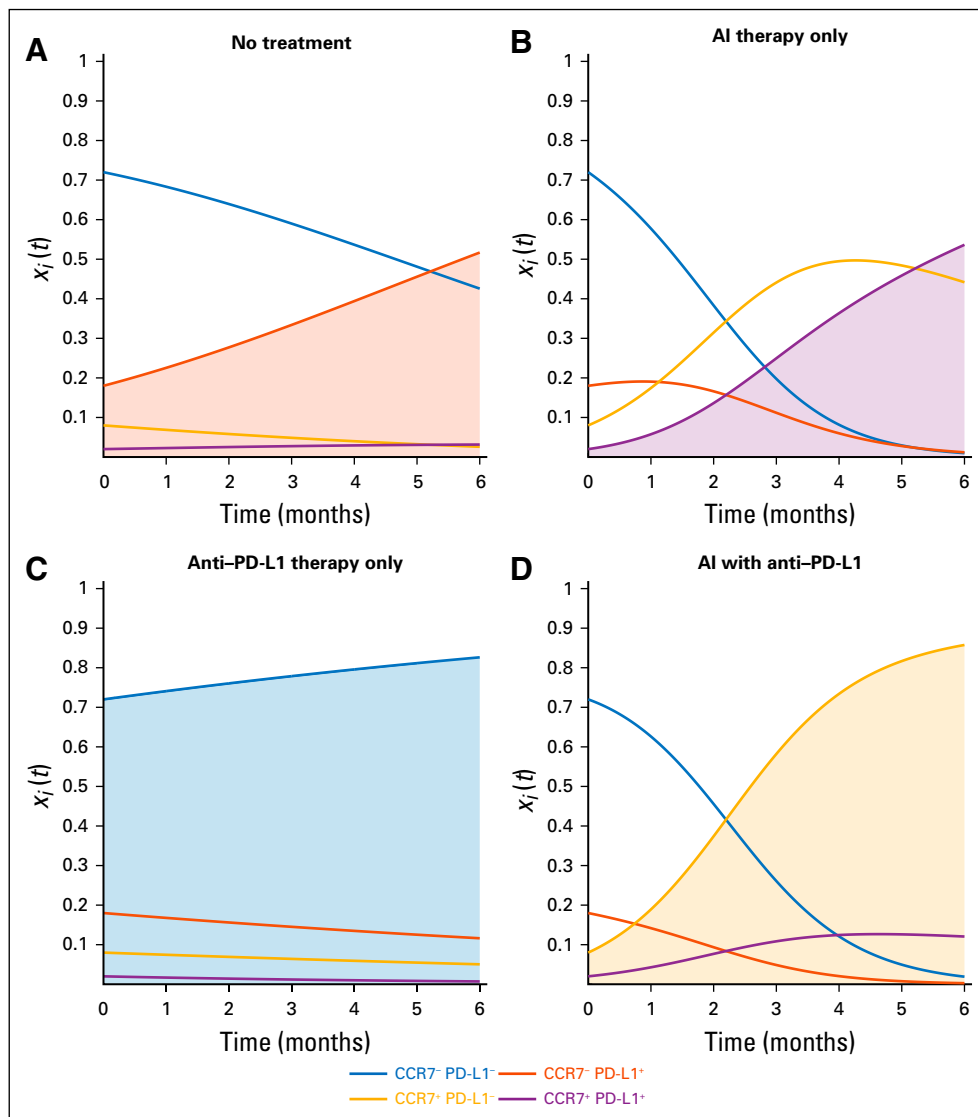 A
No treatment
1
0.9
0.8
0.7
0.6
0.5
0.4
0.3
0.2
0.1
xi(t)
0 1 2 3 4 5 6
Time (months)
B
AI therapy only
1
0.9
0.8
0.7
0.6
0.5
0.4
0.3
0.2
0.1
xi(t)
0 1 2 3 4 5 6
Time (months)
C
Anti–PD-L1 therapy only
1
0.9
0.8
0.7
0.6
0.5
0.4
0.3
0.2
0.1
xi(t)
0 1 2 3 4 5 6
Time (months)
D
AI with anti–PD-L1
1
0.9
0.8
0.7
0.6
0.5
0.4
0.3
0.2
0.1
xi(t)
0 1 2 3 4 5 6
Time (months)
CCR7⁻ PD-L1⁻ CCR7⁻ PD-L1⁺
CCR7⁺ PD-L1⁻ CCR7⁺ PD-L1⁺